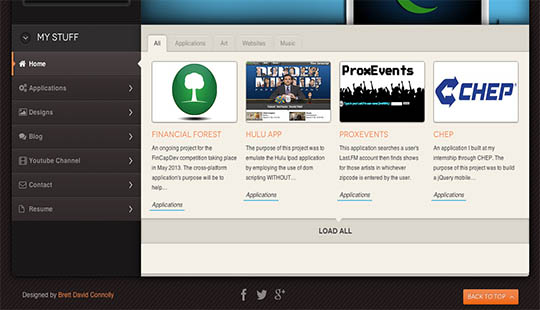 MY STUFF
Home
Applications
Designs
Blog
Youtube Channel
Contact
Resume
All
Applications
Art
Websites
Music
DUNDER
MIFFLIN
ProxEvents
CHEP
FINANCIAL FOREST
An ongoing project for the
FinCapDev competition taking place
in May 2013. The cross-platform
application's purpose will be to
help...
Applications
HULU APP
The purpose of this project was to
emulate the Hulu Ipad application
by employing the use of dom
scripting WITHOUT...
Applications
PROXEVENTS
This application searches a user's
Last.FM account then finds shows
for those artists in whichever
zipcode is entered by the user.
Applications
CHEP
An application I built at my
internship through CHEP. The
purpose of this project was to build
a jQuery mobile...
Applications
LOAD ALL
Designed by Brett David Connolly
BACK TO TOP